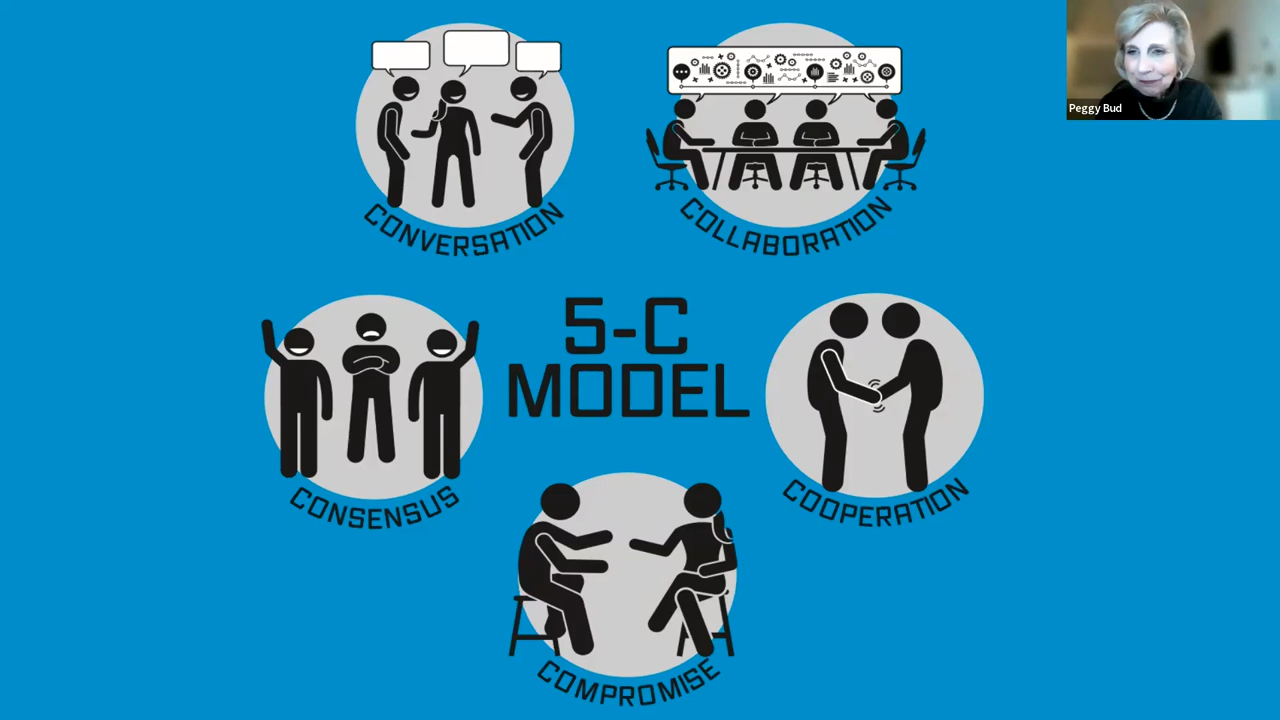 Peggy Bud
CONVERSATION
COLLABORATION
5-C
MODEL
CONSENSUS
COOPERATION
COMPROMISE